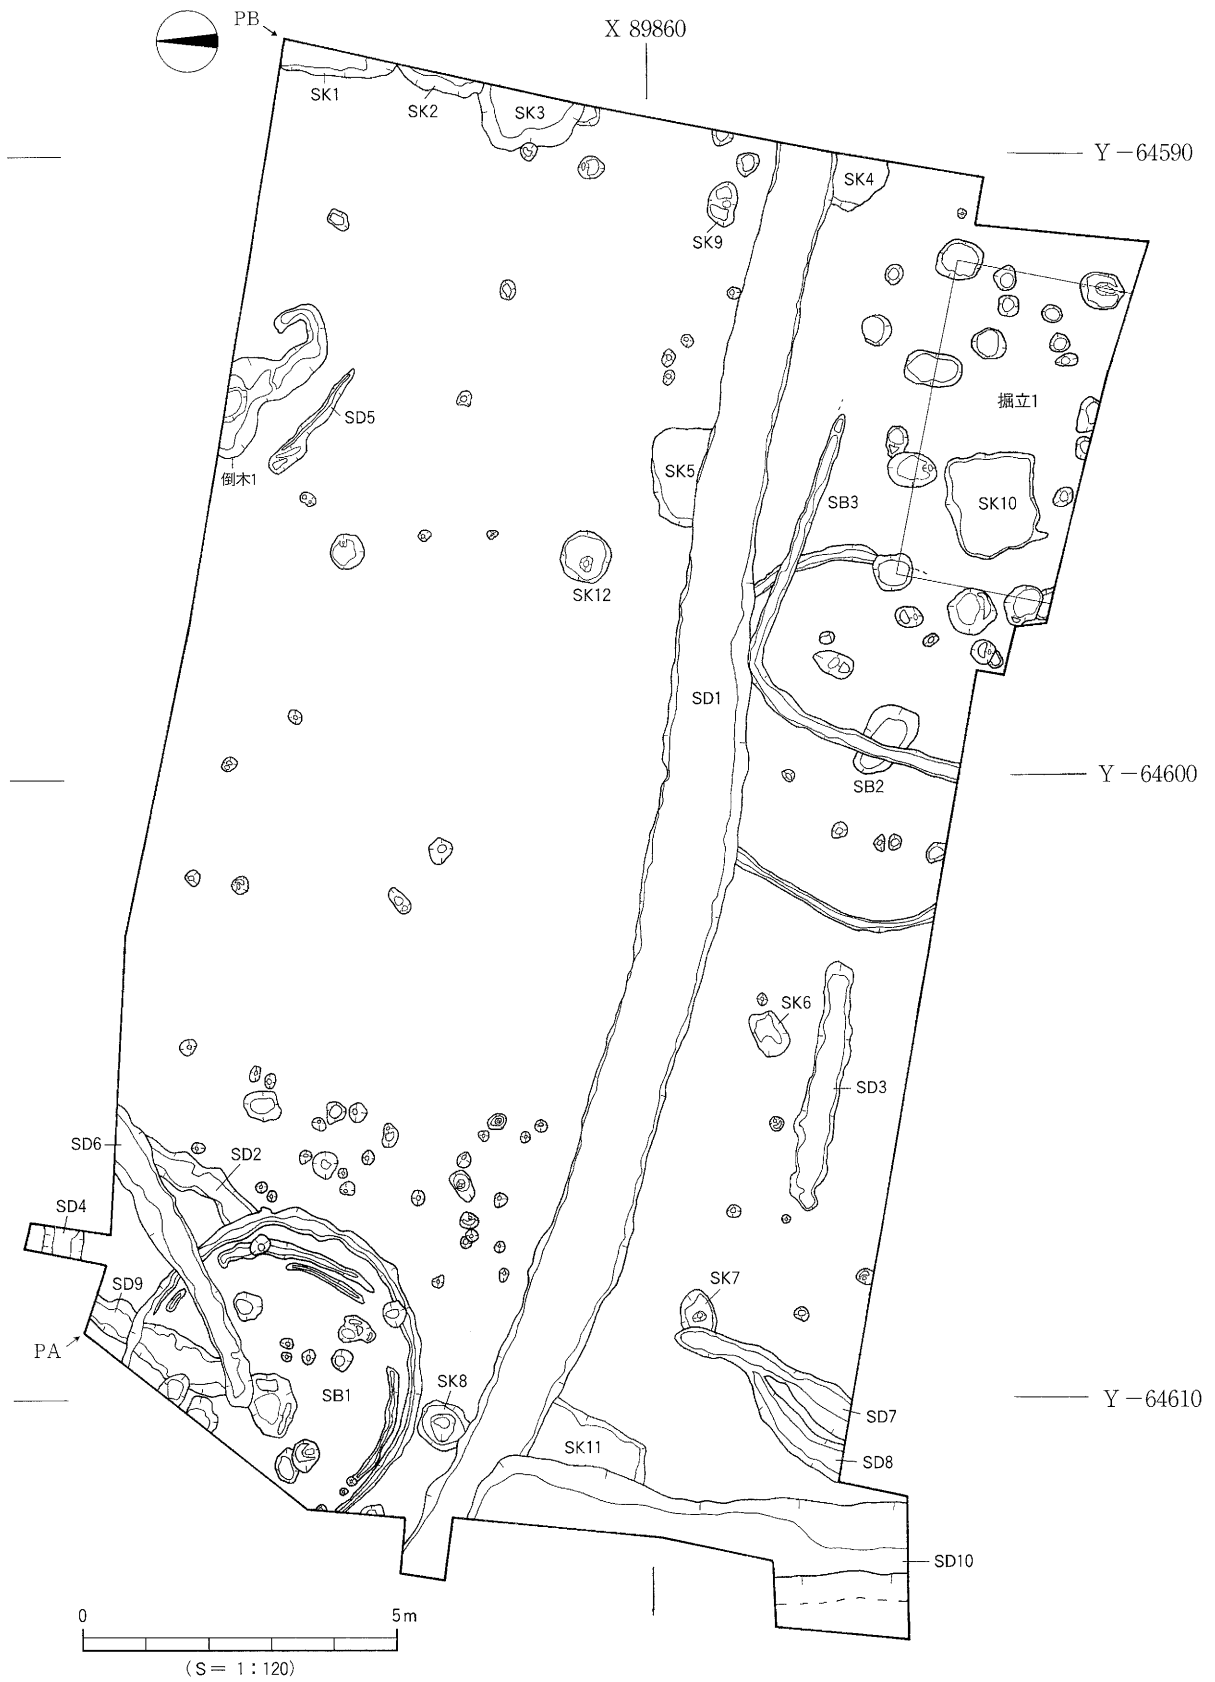 PB
X 89860
SK1
SK2
SK3
Y −64590
SK4
SK9
SD5
掘立1
倒木1
SK5
SB3
SK10
SK12
SD1
Y −64600
SB2
SK6
SD3
SD6
SD2
SD4
SD9
SK7
PA
SB1
SK8
Y −64610
SD7
SK11
SD8
SD10
0 5m
(S= 1：120)